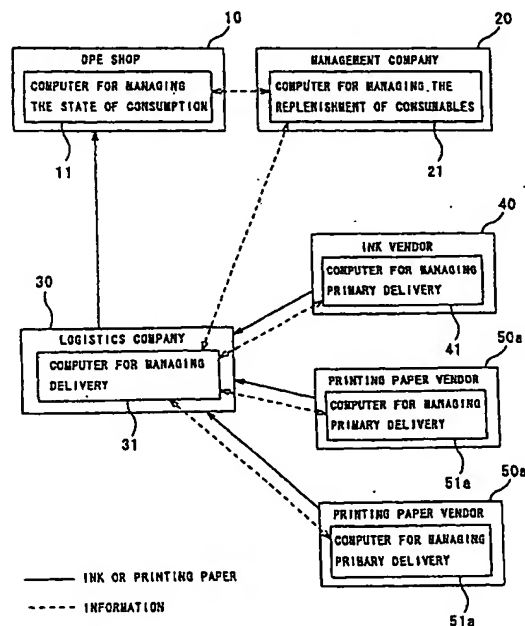 10
DPE SHOP
COMPUTER FOR MANAGING
THE STATE OF CONSUMPTION
11
20
MANAGEMENT COMPANY
COMPUTER FOR MANAGING THE
REPLENISHMENT OF CONSUMABLES
21
40
INK VENDOR
COMPUTER FOR MANAGING
PRIMARY DELIVERY
41
30
LOGISTICS COMPANY
COMPUTER FOR MANAGING
DELIVERY
31
50a
PRINTING PAPER VENDOR
COMPUTER FOR MANAGING
PRIMARY DELIVERY
51a
50a
PRINTING PAPER VENDOR
COMPUTER FOR MANAGING
PRIMARY DELIVERY
51a
INK OR PRINTING PAPER
INFORMATION